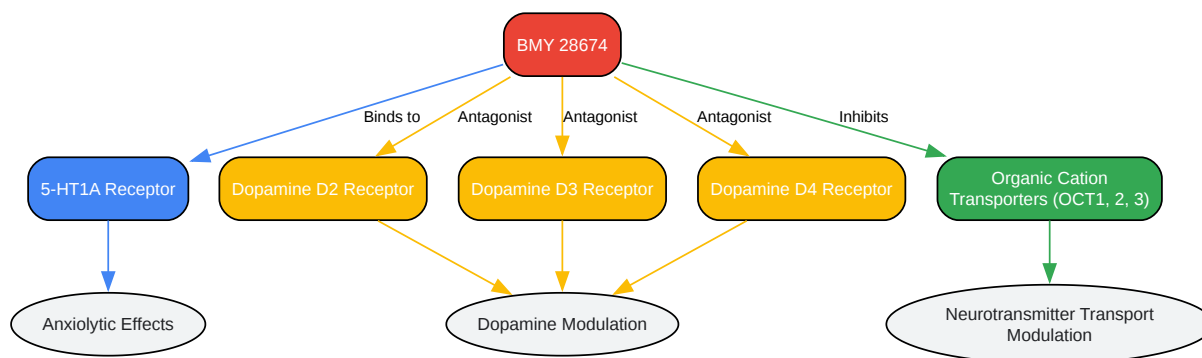 BMY 28674
Binds to
Antagonist
Antagonist
Antagonist
Inhibits
5-HT1A Receptor
Dopamine D2 Receptor
Dopamine D3 Receptor
Dopamine D4 Receptor
Organic Cation
Transporters (OCT1, 2, 3)
Anxiolytic Effects
Dopamine Modulation
Neurotransmitter Transport
Modulation